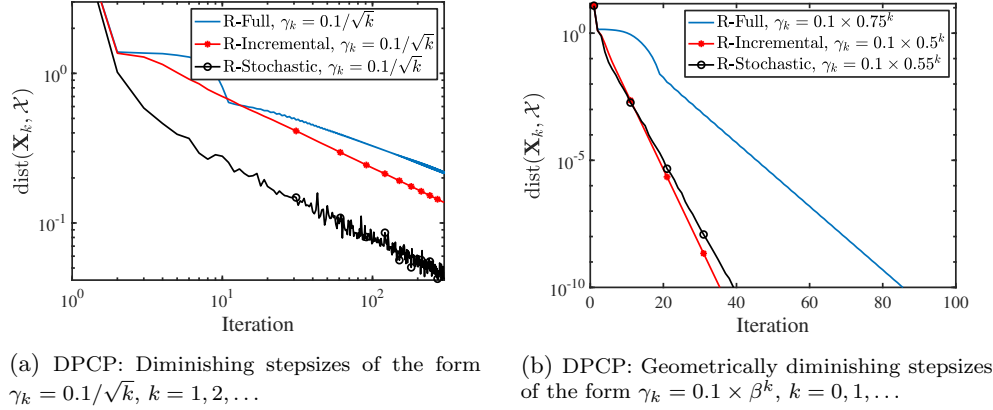 R-Full, γ_k = 0.1/√k
R-Incremental, γ_k = 0.1/√k
R-Stochastic, γ_k = 0.1/√k
10^0
10^-1
dist(X_k, 𝒳)
10^0
10^1
10^2
Iteration
(a) DPCP: Diminishing stepsizes of the form
γ_k = 0.1/√k, k = 1, 2, . . .
R-Full, γ_k = 0.1 × 0.75^k
R-Incremental, γ_k = 0.1 × 0.5^k
R-Stochastic, γ_k = 0.1 × 0.55^k
10^0
10^-5
10^-10
dist(X_k, 𝒳)
0
20
40
60
80
100
Iteration
(b) DPCP: Geometrically diminishing stepsizes
of the form γ_k = 0.1 × β^k, k = 0, 1, . . .